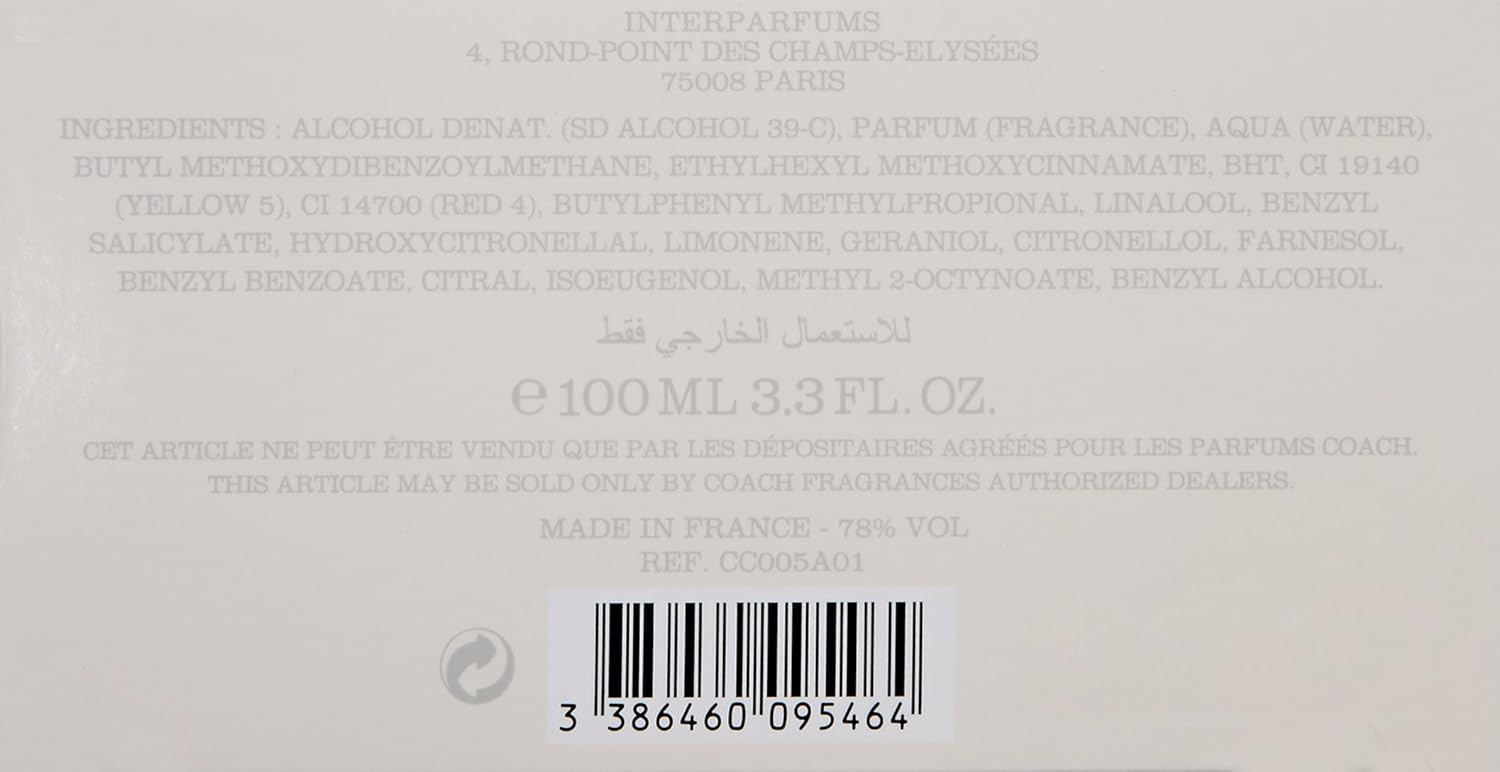 INTERPARFUMS
4, ROND-POINT DES CHAMPS-ELYSÉES
75008 PARIS
INGREDIENTS : ALCOHOL DENAT. (SD ALCOHOL 39-C), PARFUM (FRAGRANCE), AQUA (WATER),
BUTYL METHOXYDIBENZOYLMETHANE, ETHYLHEXYL METHOXYCINNAMATE, BHT, CI 19140
(YELLOW 5), CI 14700 (RED 4), BUTYLPHENYL METHYLPROPIONAL, LINALOOL, BENZYL
SALICYLATE, HYDROXYCITRONELLAL, LIMONENE, GERANIOL, CITRONELLOL, FARNESOL,
BENZYL BENZOATE, CITRAL, ISOEUGENOL, METHYL 2-OCTYNOATE, BENZYL ALCOHOL.
للاستعمال الخارجي فقط
℮ 100 ML 3.3 FL. OZ.
CET ARTICLE NE PEUT ÊTRE VENDU QUE PAR LES DÉPOSITAIRES AGRÉÉS POUR LES PARFUMS COACH.
THIS ARTICLE MAY BE SOLD ONLY BY COACH FRAGRANCES AUTHORIZED DEALERS.
MADE IN FRANCE - 78% VOL
REF. CC005A01
3 386460 095464